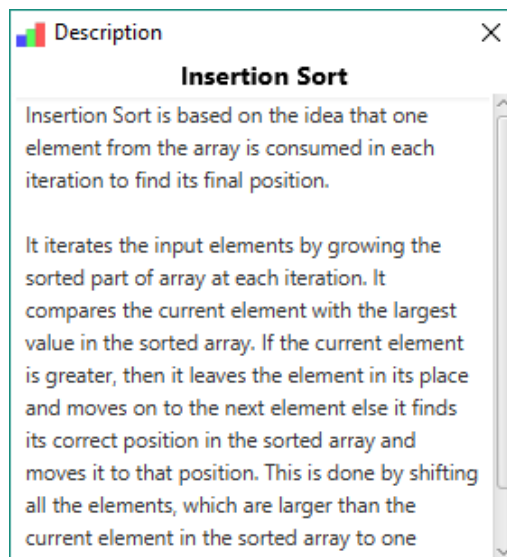 Description
Insertion Sort
Insertion Sort is based on the idea that one
element from the array is consumed in each
iteration to find its final position.
It iterates the input elements by growing the
sorted part of array at each iteration. It
compares the current element with the largest
value in the sorted array. If the current element
is greater, then it leaves the element in its place
and moves on to the next element else it finds
its correct position in the sorted array and
moves it to that position. This is done by shifting
all the elements, which are larger than the
current element in the sorted array to one